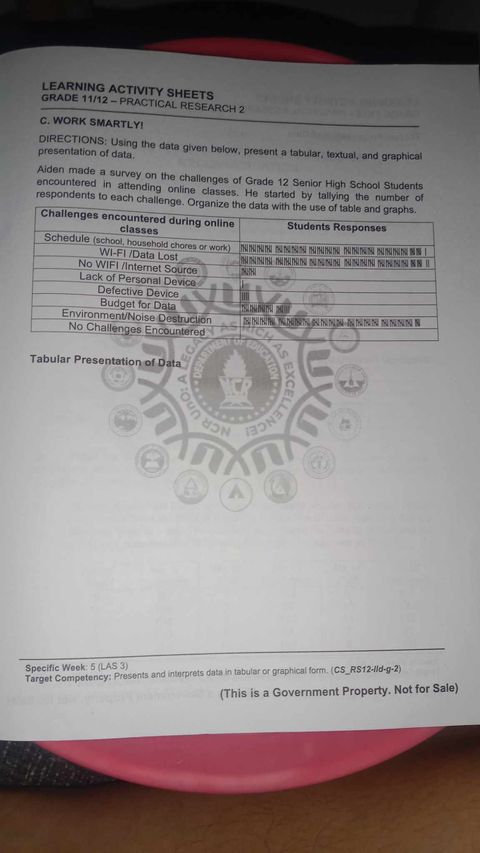 LEARNING ACTIVITY SHEETS
GRADE 11/12 – PRACTICAL RESEARCH 2
C. WORK SMARTLY!
DIRECTIONS: Using the data given below, present a tabular, textual, and graphical
presentation of data.
Aiden made a survey on the challenges of Grade 12 Senior High School Students
encountered in attending online classes. He started by tallying the number of
respondents to each challenge. Organize the data with the use of table and graphs.
Challenges encountered during online
classes
Students Responses
Schedule (school, household chores or work)
WI-FI /Data Lost
No WIFI /Internet Source
Lack of Personal Device
Defective Device
Budget for Data
Environment/Noise Destruction
No Challenges Encountered
Tabular Presentation of Data
NCR UNO: A LEGACY AS RICH AS EXCELLENCE!
DEPARTMENT OF EDUCATION
Specific Week: 5 (LAS 3)
Target Competency: Presents and interprets data in tabular or graphical form. (CS_RS12-IId-g-2)
(This is a Government Property. Not for Sale)